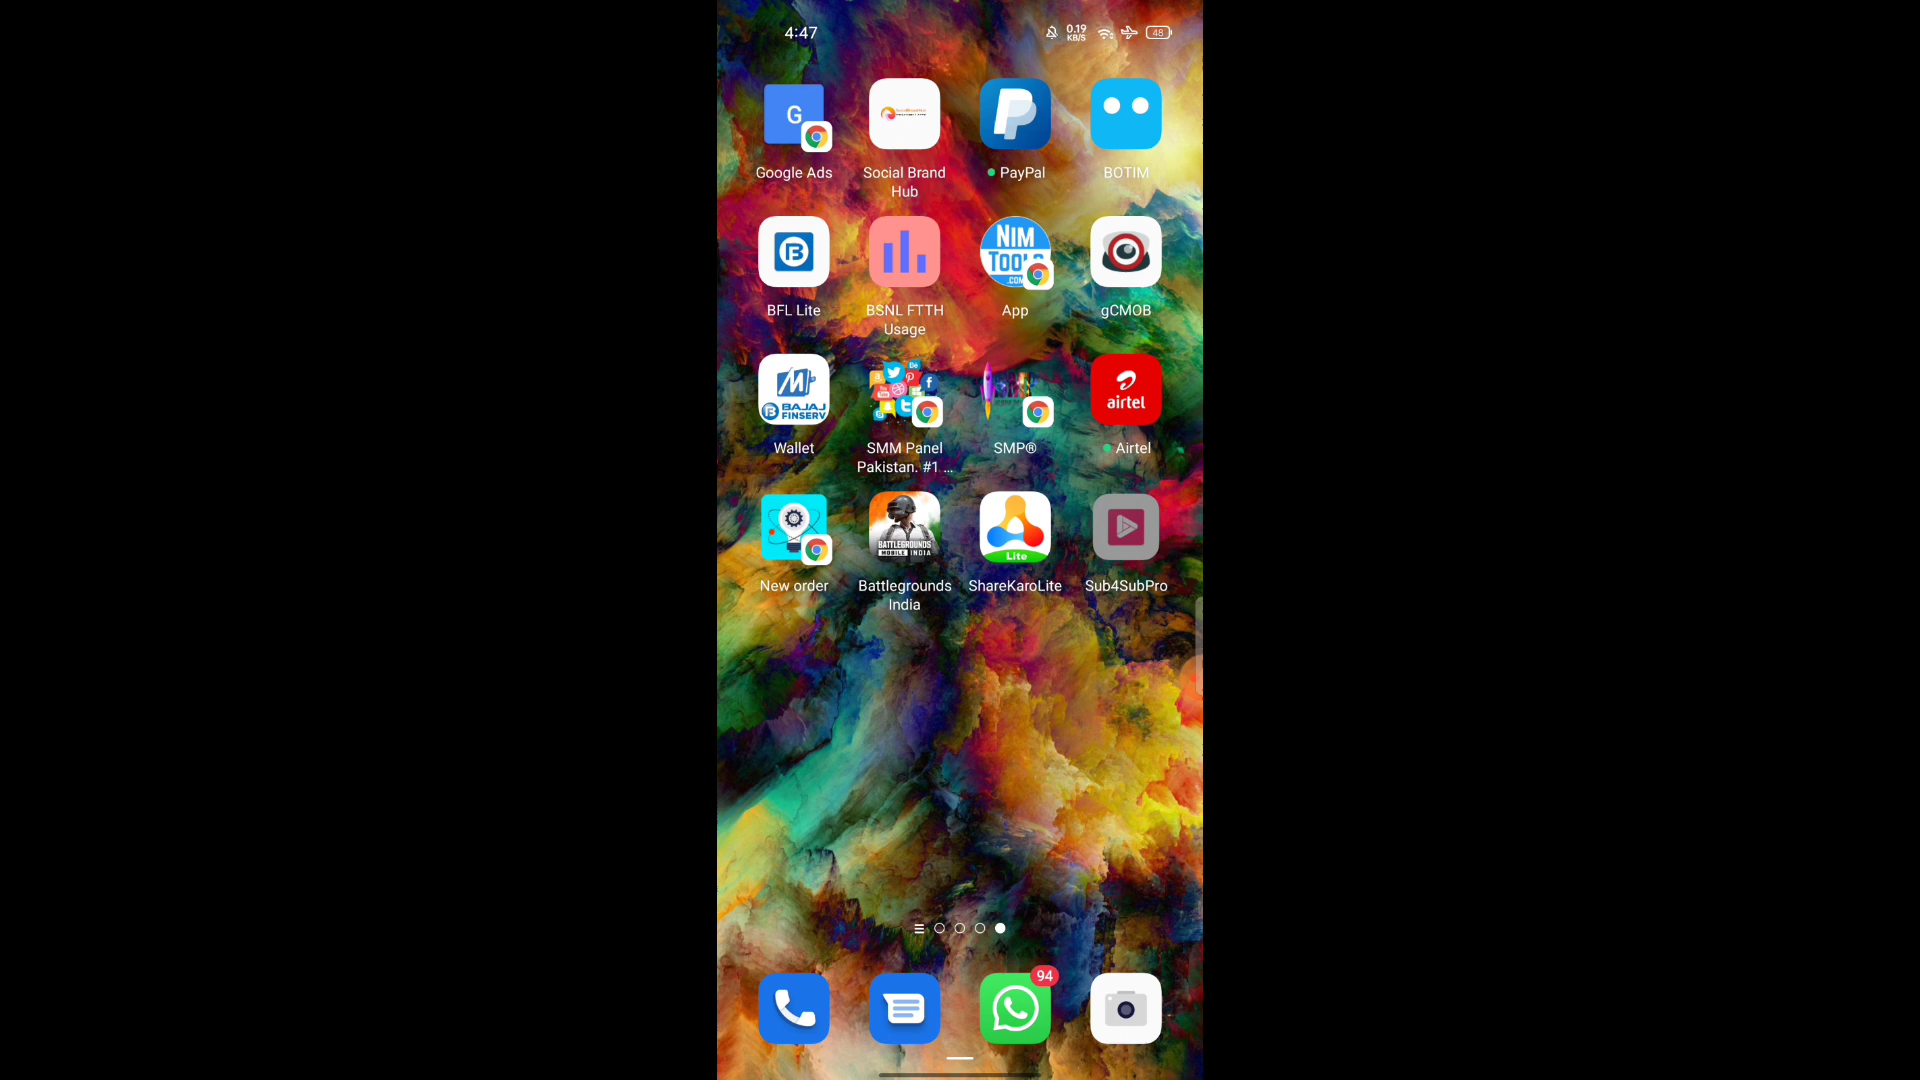 4:47
0.19
KB/S
48
G
Google Ads
Social Brand
Hub
PayPal
BOTIM
NIM
.COM
BFL Lite
BSNL FTTH
Usage
App
gCMOB
BAJAJ
FINSERV
airtel
Wallet
SMM Panel
Pakistan. #1 ...
SMP®
Airtel
BATTLEGROUNDS
MOBILE INDIA
Lite
New order
Battlegrounds
India
ShareKaroLite
Sub4SubPro
94